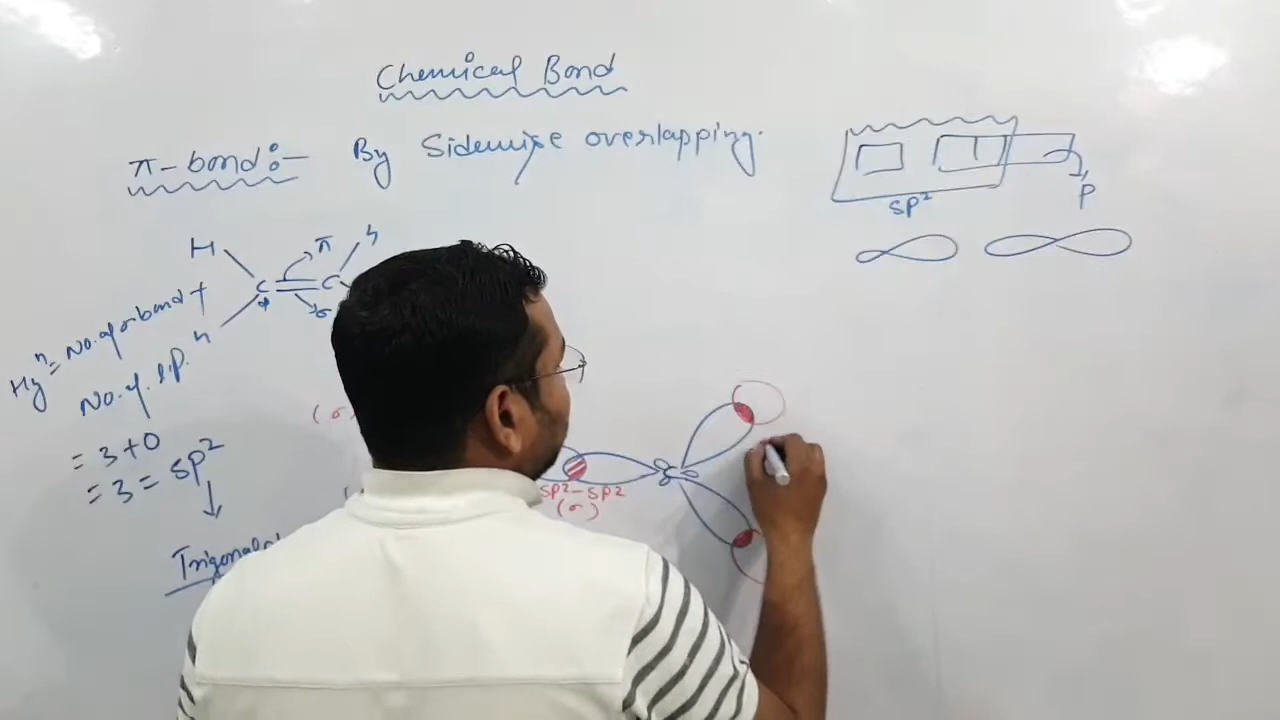 Chemical Bond
π-bond :- By Sidewise overlapping.
sp²
P
H
π
H
C
C
σ
H
Hyⁿ = No. of σ bond +
No. of l.p.
= 3+0
= 3 = sp²
Trigonal
(σ)
sp²-sp²
(σ)
C